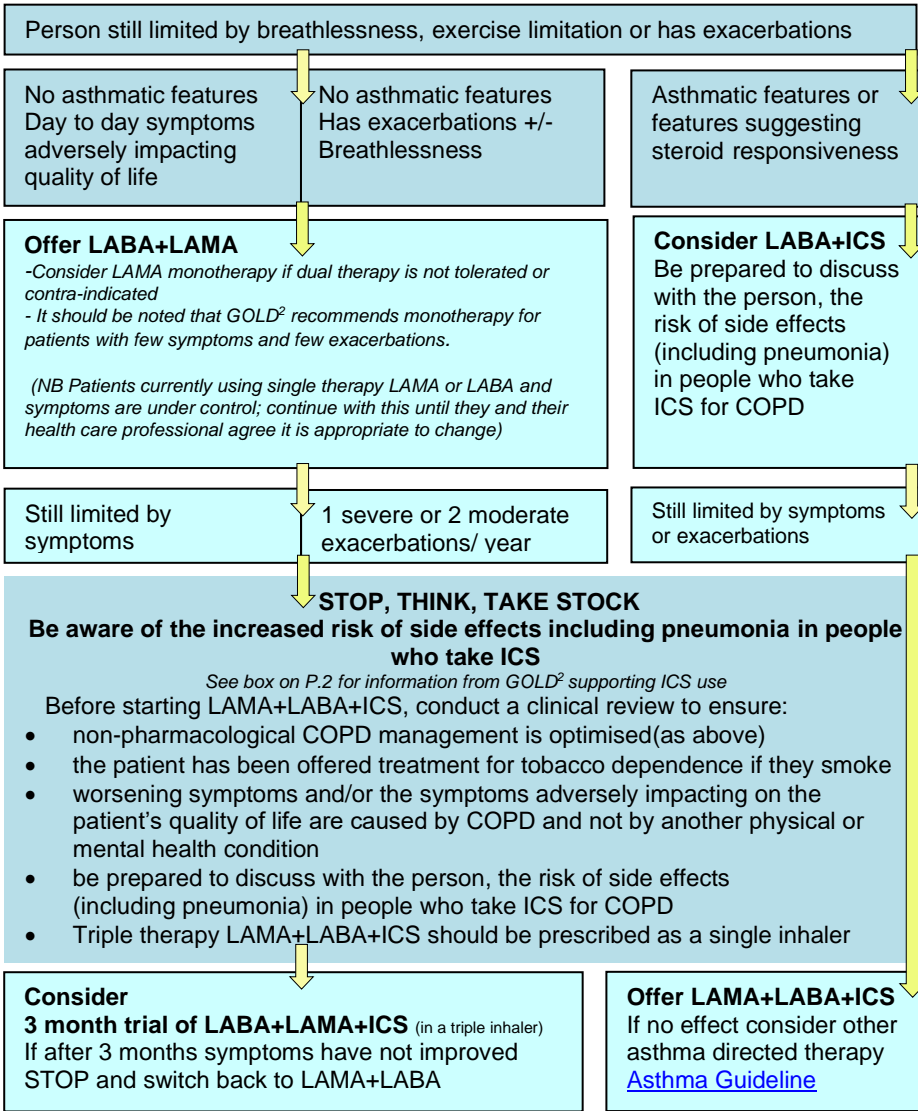 Person still limited by breathlessness, exercise limitation or has exacerbations
No asthmatic features
Day to day symptoms
adversely impacting
quality of life
No asthmatic features
Has exacerbations +/-
Breathlessness
Asthmatic features or
features suggesting
steroid responsiveness
Offer LABA+LAMA
-Consider LAMA monotherapy if dual therapy is not tolerated or
contra-indicated
- It should be noted that GOLD² recommends monotherapy for
patients with few symptoms and few exacerbations.
(NB Patients currently using single therapy LAMA or LABA and
symptoms are under control; continue with this until they and their
health care professional agree it is appropriate to change)
Consider LABA+ICS
Be prepared to discuss
with the person, the
risk of side effects
(including pneumonia)
in people who take
ICS for COPD
Still limited by
symptoms
1 severe or 2 moderate
exacerbations/ year
Still limited by symptoms
or exacerbations
STOP, THINK, TAKE STOCK
Be aware of the increased risk of side effects including pneumonia in people
who take ICS
See box on P.2 for information from GOLD² supporting ICS use
Before starting LAMA+LABA+ICS, conduct a clinical review to ensure:
• non-pharmacological COPD management is optimised(as above)
• the patient has been offered treatment for tobacco dependence if they smoke
• worsening symptoms and/or the symptoms adversely impacting on the
patient's quality of life are caused by COPD and not by another physical or
mental health condition
• be prepared to discuss with the person, the risk of side effects
(including pneumonia) in people who take ICS for COPD
• Triple therapy LAMA+LABA+ICS should be prescribed as a single inhaler
Consider
3 month trial of LABA+LAMA+ICS (in a triple inhaler)
If after 3 months symptoms have not improved
STOP and switch back to LAMA+LABA
Offer LAMA+LABA+ICS
If no effect consider other
asthma directed therapy
Asthma Guideline